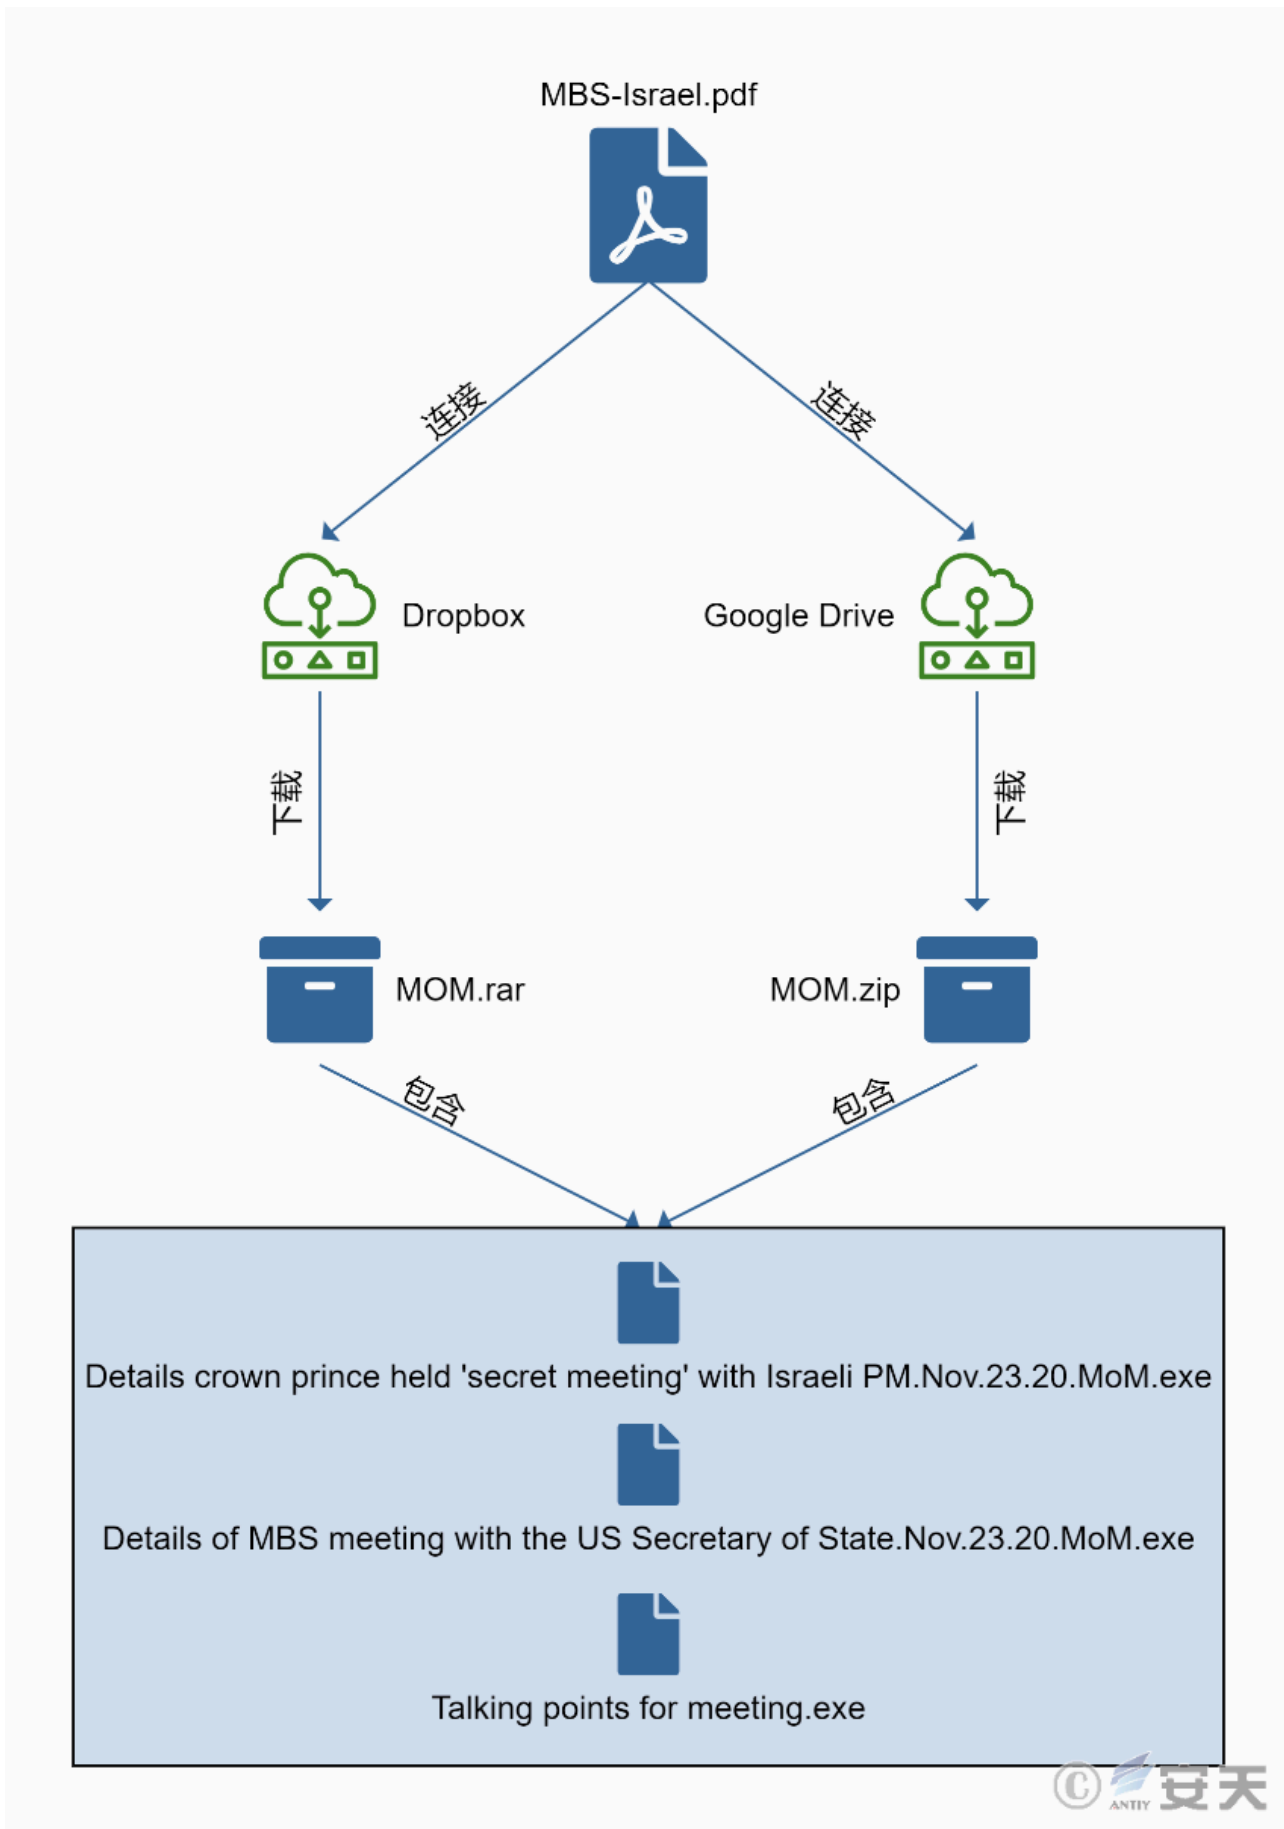 MBS-Israel.pdf
连接
连接
Dropbox
Google Drive
下载
下载
MOM.rar
MOM.zip
包含
包含
Details crown prince held 'secret meeting' with Israeli PM.Nov.23.20.MoM.exe
Details of MBS meeting with the US Secretary of State.Nov.23.20.MoM.exe
Talking points for meeting.exe
© ANTIY 安天